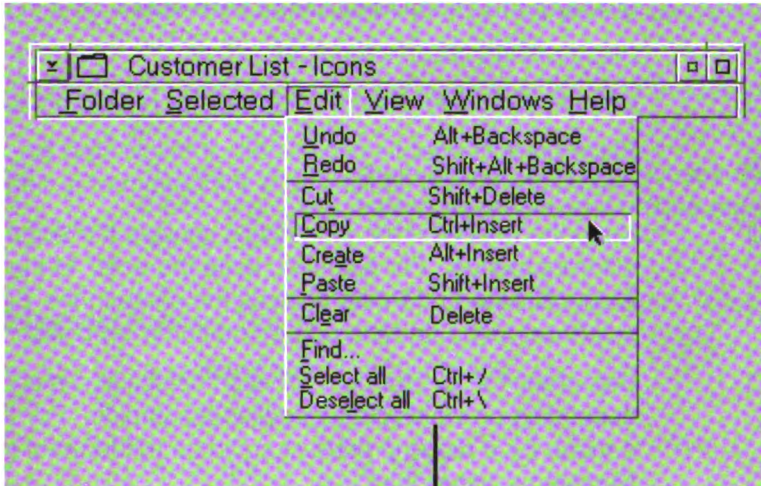 Customer List - Icons
Folder Selected Edit View Windows Help
Undo Alt+Backspace
Redo Shift+Alt+Backspace
Cut Shift+Delete
Copy Ctrl+Insert
Create Alt+Insert
Paste Shift+Insert
Clear Delete
Find...
Select all Ctrl+/
Deselect all Ctrl+\